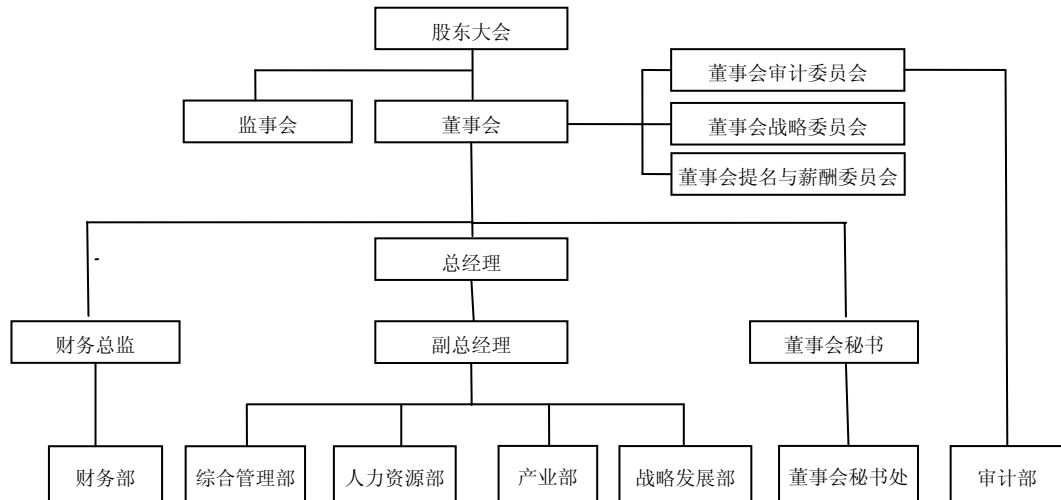 股东大会
董事会审计委员会
监事会
董事会
董事会战略委员会
董事会提名与薪酬委员会
总经理
财务总监
副总经理
董事会秘书
财务部
综合管理部
人力资源部
产业部
战略发展部
董事会秘书处
审计部